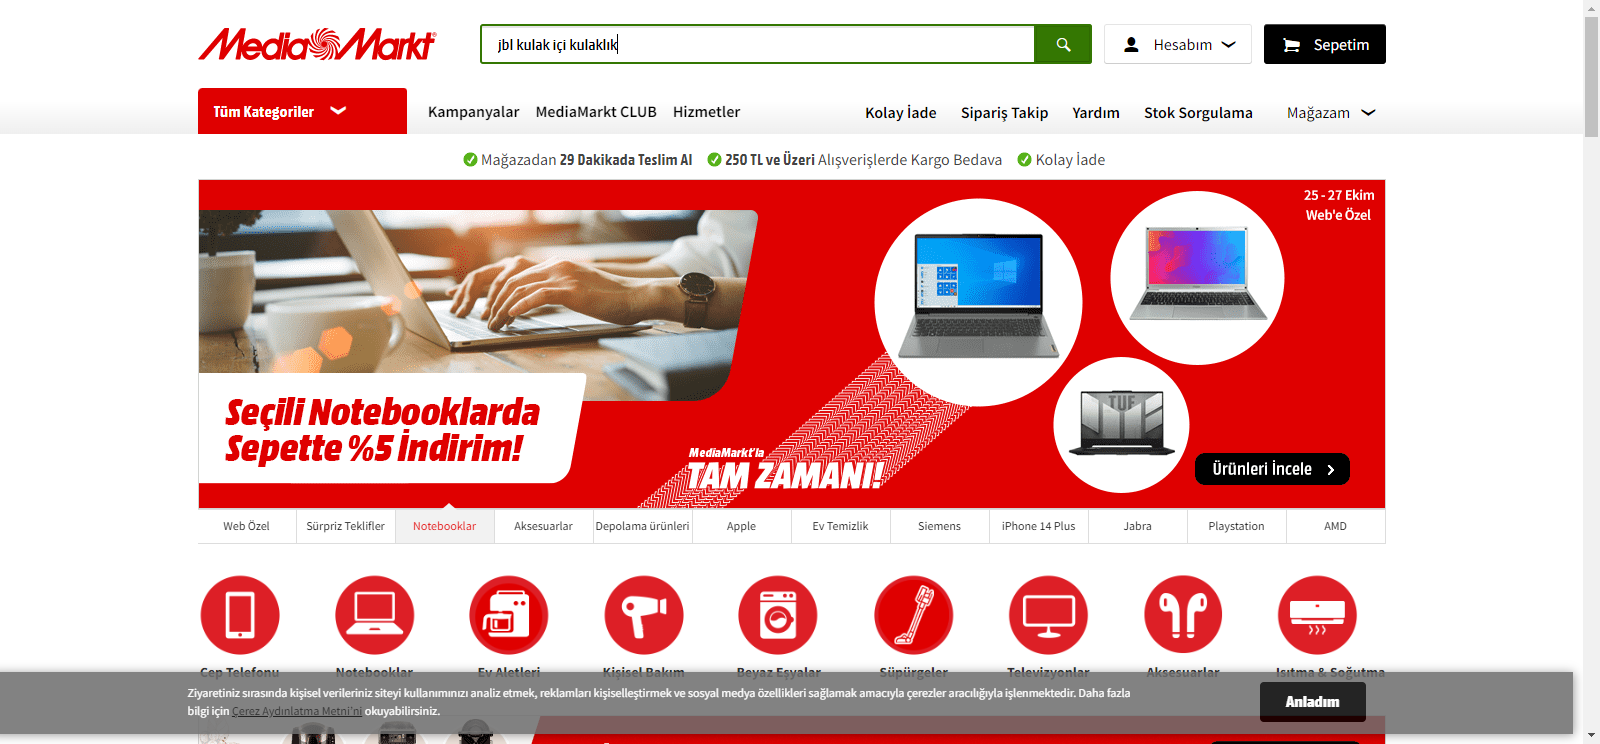 MediaMarkt
jbl kulak içi kulaklık
Hesabım
Sepetim
Tüm Kategoriler
Kampanyalar
MediaMarkt CLUB
Hizmetler
Kolay İade
Sipariş Takip
Yardım
Stok Sorgulama
Mağazam
Mağazadan 29 Dakikada Teslim Al
250 TL ve Üzeri Alışverişlerde Kargo Bedava
Kolay İade
25 - 27 Ekim
Web'e Özel
TUF
Seçili Notebooklarda
Sepette %5 İndirim!
MediaMarkt'la
TAM ZAMANI!
Ürünleri İncele
Web Özel
Sürpriz Teklifler
Notebooklar
Aksesuarlar
Depolama ürünleri
Apple
Ev Temizlik
Siemens
iPhone 14 Plus
Jabra
Playstation
AMD
Cep Telefonu
Notebooklar
Ev Aletleri
Kişisel Bakım
Beyaz Eşyalar
Süpürgeler
Televizyonlar
Aksesuarlar
Isıtma & Soğutma
Ziyaretiniz sırasında kişisel verileriniz siteyi kullanımınızı analiz etmek, reklamları kişiselleştirmek ve sosyal medya özellikleri sağlamak amacıyla çerezler aracılığıyla işlenmektedir. Daha fazla
bilgi için Çerez Aydınlatma Metni'ni okuyabilirsiniz.
Anladım